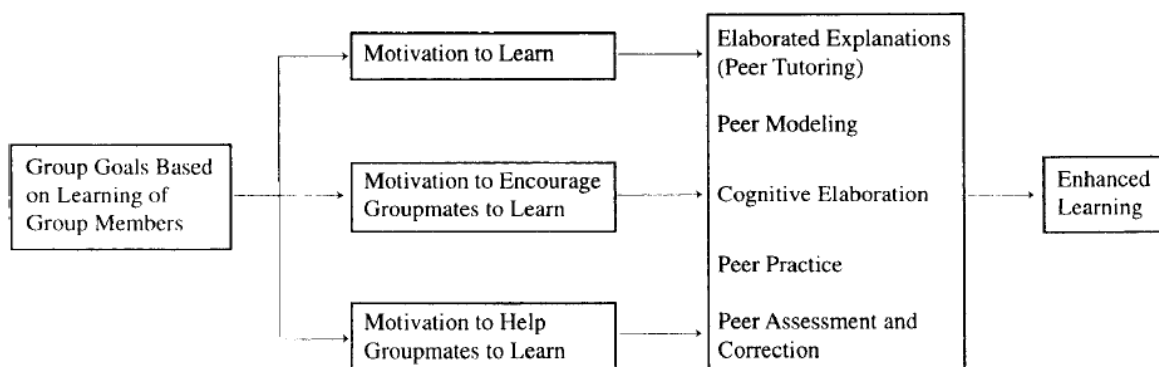 Group Goals Based
on Learning of
Group Members
Motivation to Learn
Motivation to Encourage
Groupmates to Learn
Motivation to Help
Groupmates to Learn
Elaborated Explanations
(Peer Tutoring)
Peer Modeling
Cognitive Elaboration
Peer Practice
Peer Assessment and
Correction
Enhanced
Learning